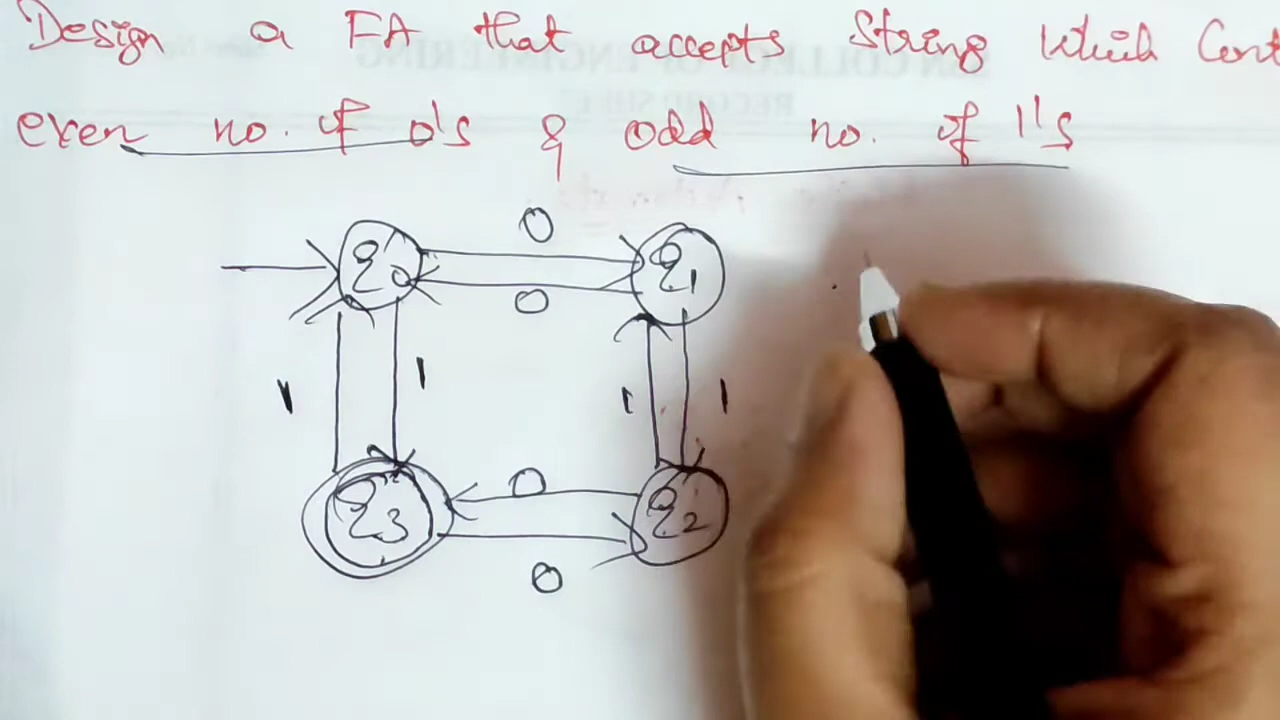 Design a FA that accepts String which Cont
even no. of 0's & odd no. of 1's
0
q0 q1
0
1 1 1 1
0
q3 q2
0